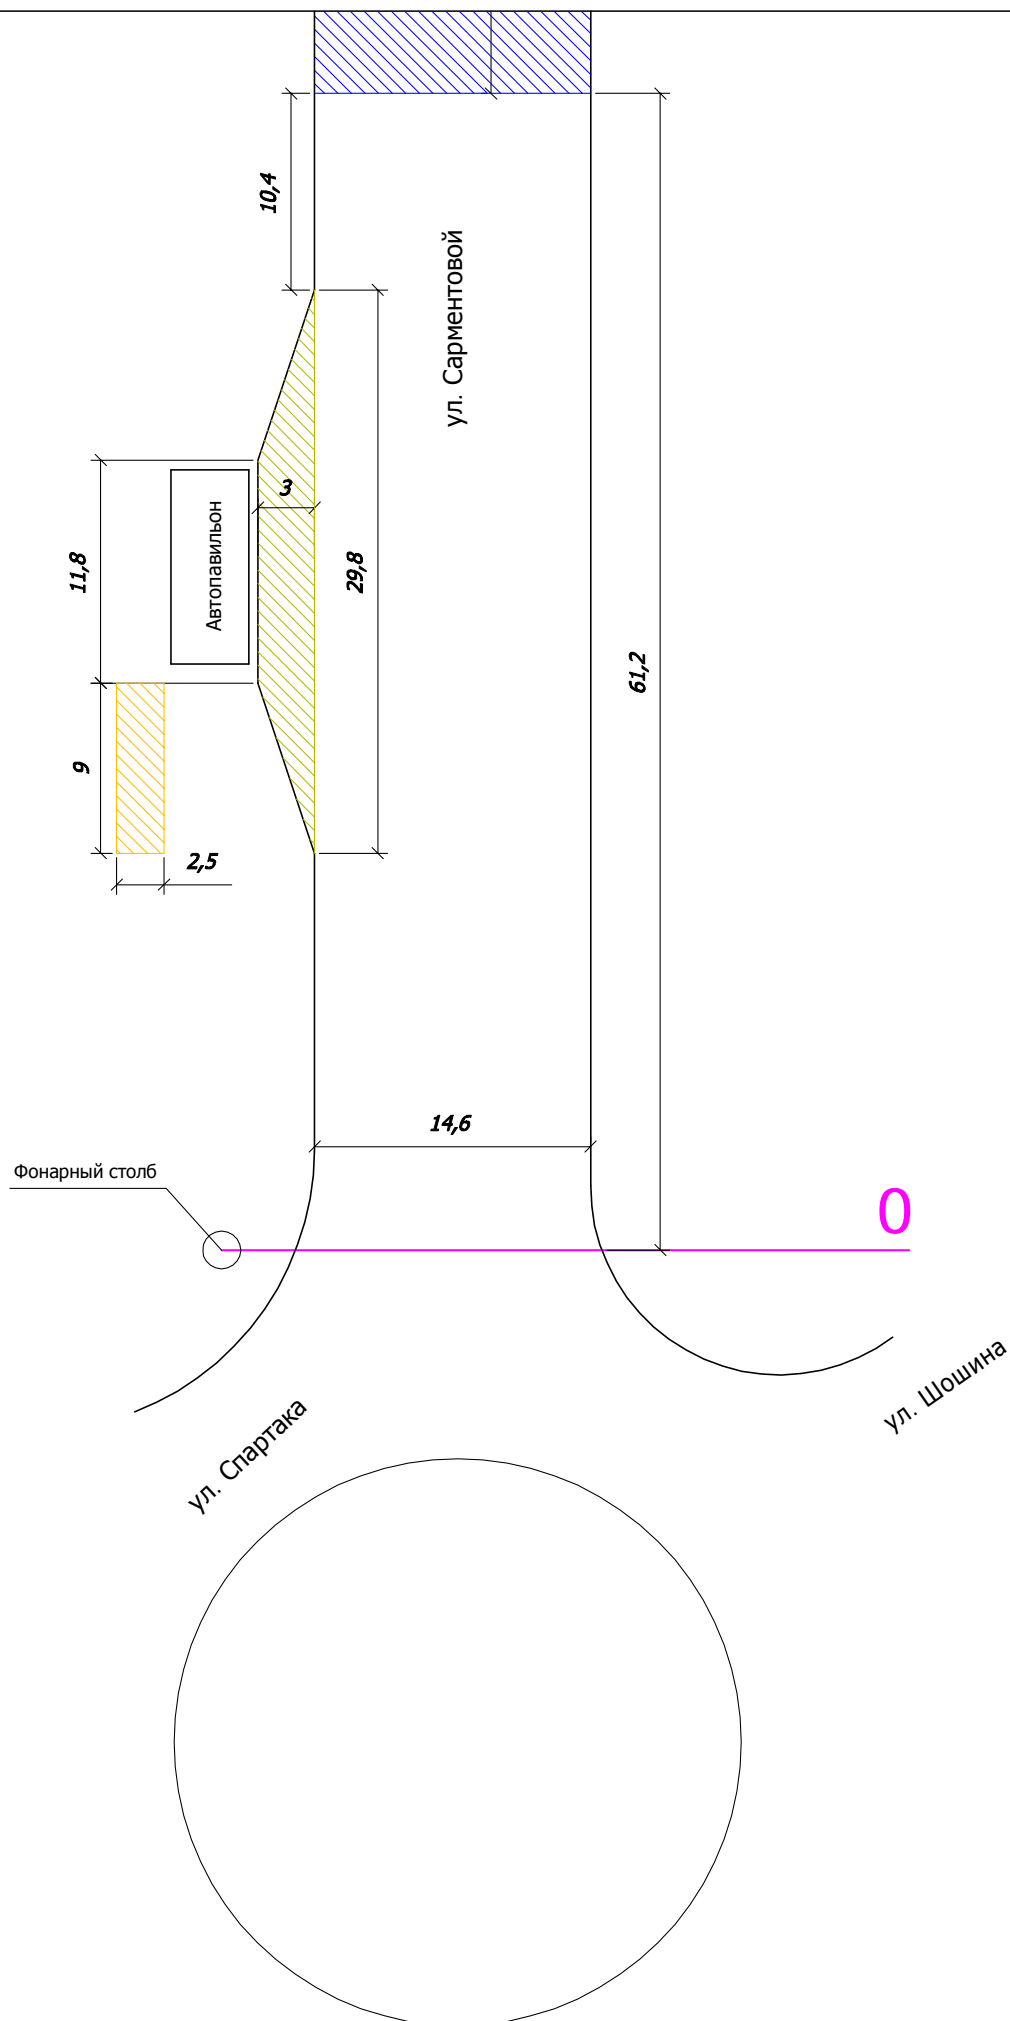 10,4
ул. Сарментовой
3
Автопавильон
11,8
29,8
61,2
9
2,5
14,6
Фонарный столб
0
ул. Шошина
ул. Спартака